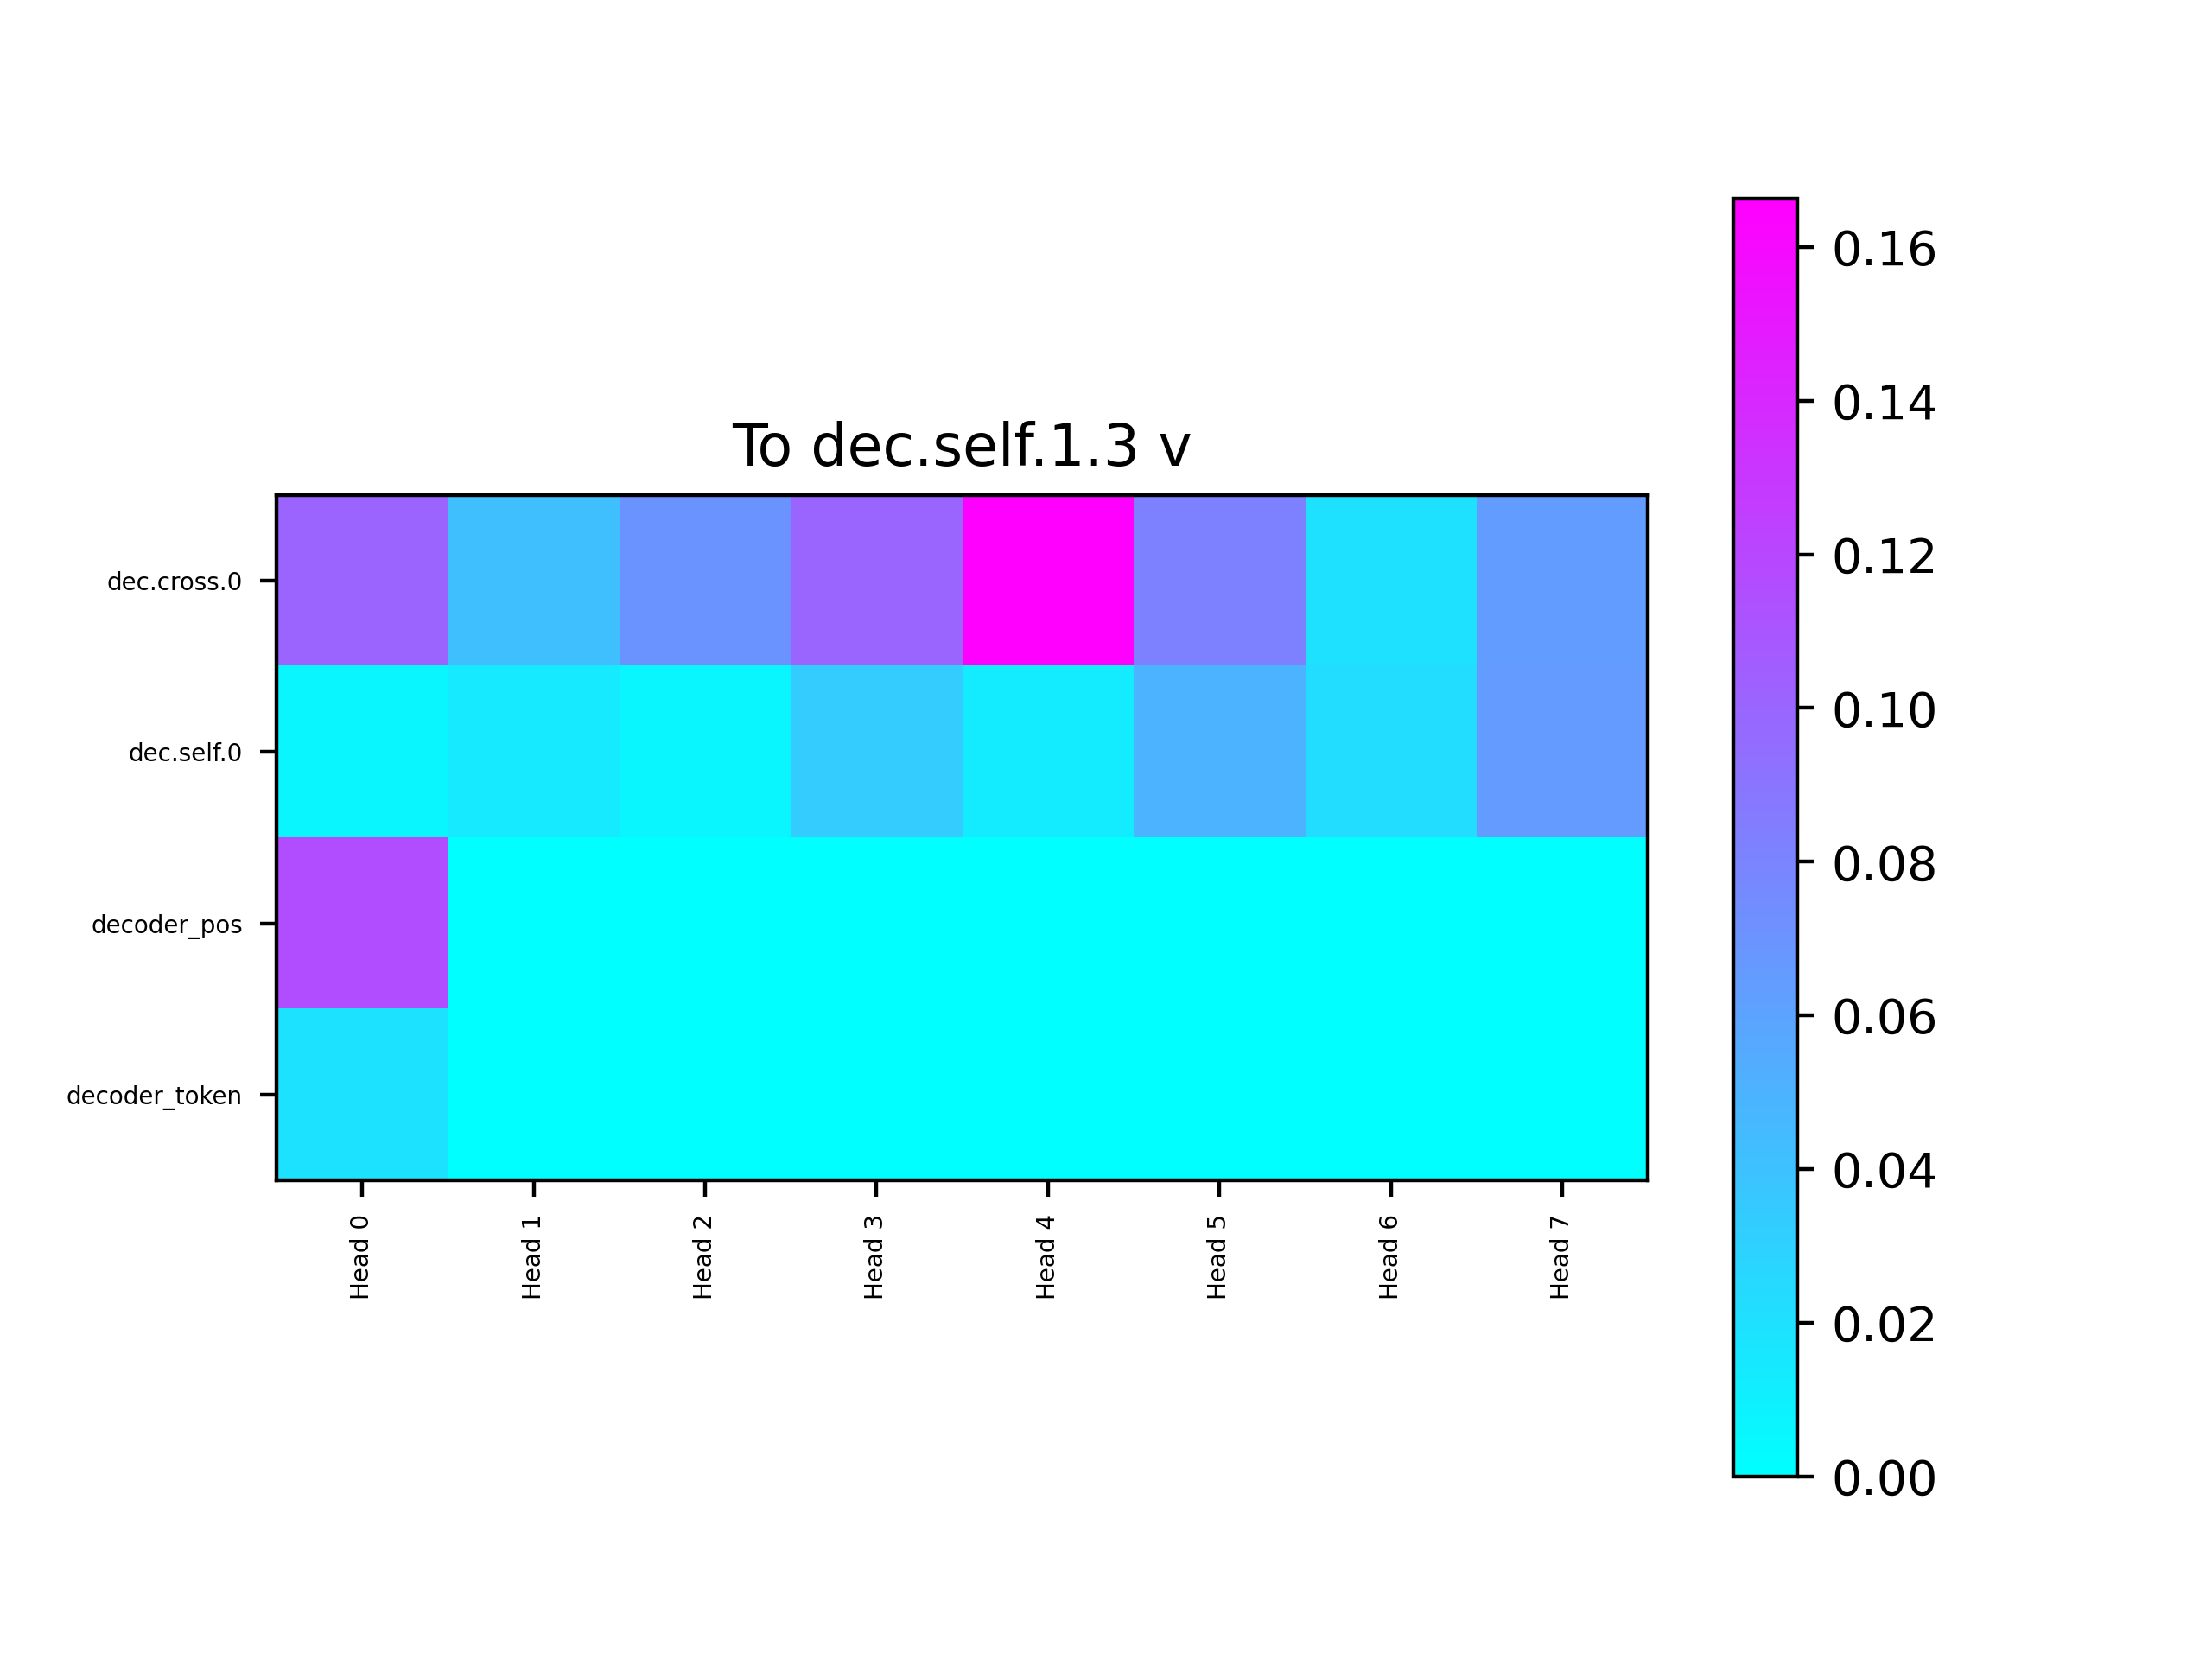 To dec.self.1.3 v
dec.cross.0
dec.self.0
decoder_pos
decoder_token
Head 0
Head 1
Head 2
Head 3
Head 4
Head 5
Head 6
Head 7
0.16
0.14
0.12
0.10
0.08
0.06
0.04
0.02
0.00